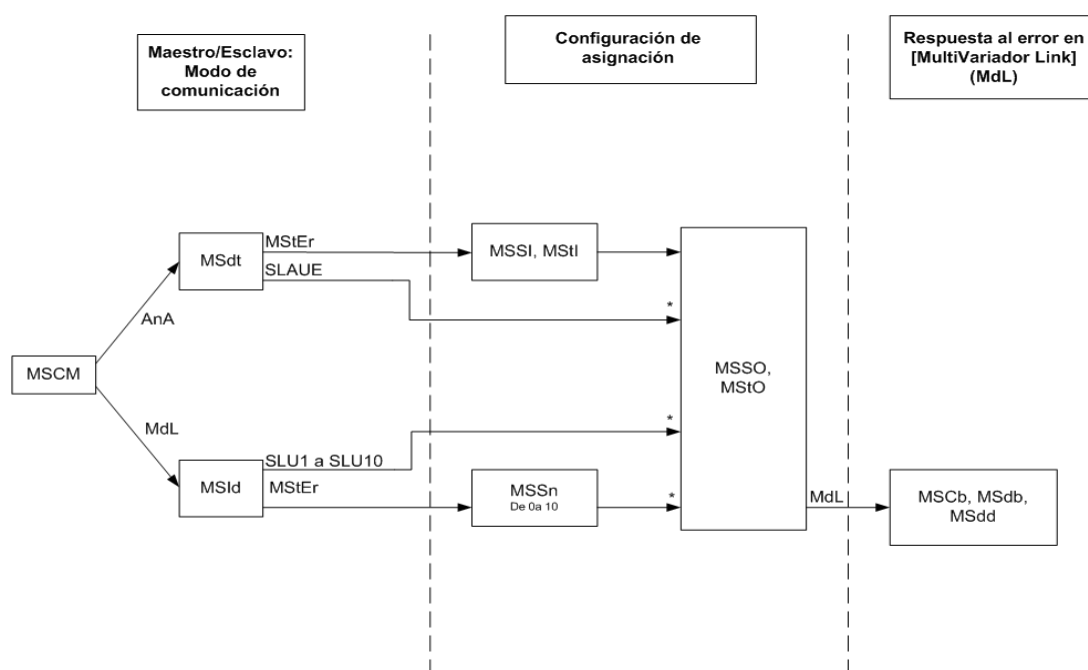 Maestro/Esclavo:
Modo de
comunicación
Configuración de
asignación
Respuesta al error en
[MultiVariador Link]
(MdL)
MSCM
AnA
MdL
MSdt
MStEr
SLAUE
MSId
SLU1 a SLU10
MStEr
MSSI, MStI
*
*
MSSn
De 0a 10
*
MSSO,
MStO
MdL
MSCb, MSdb,
MSdd